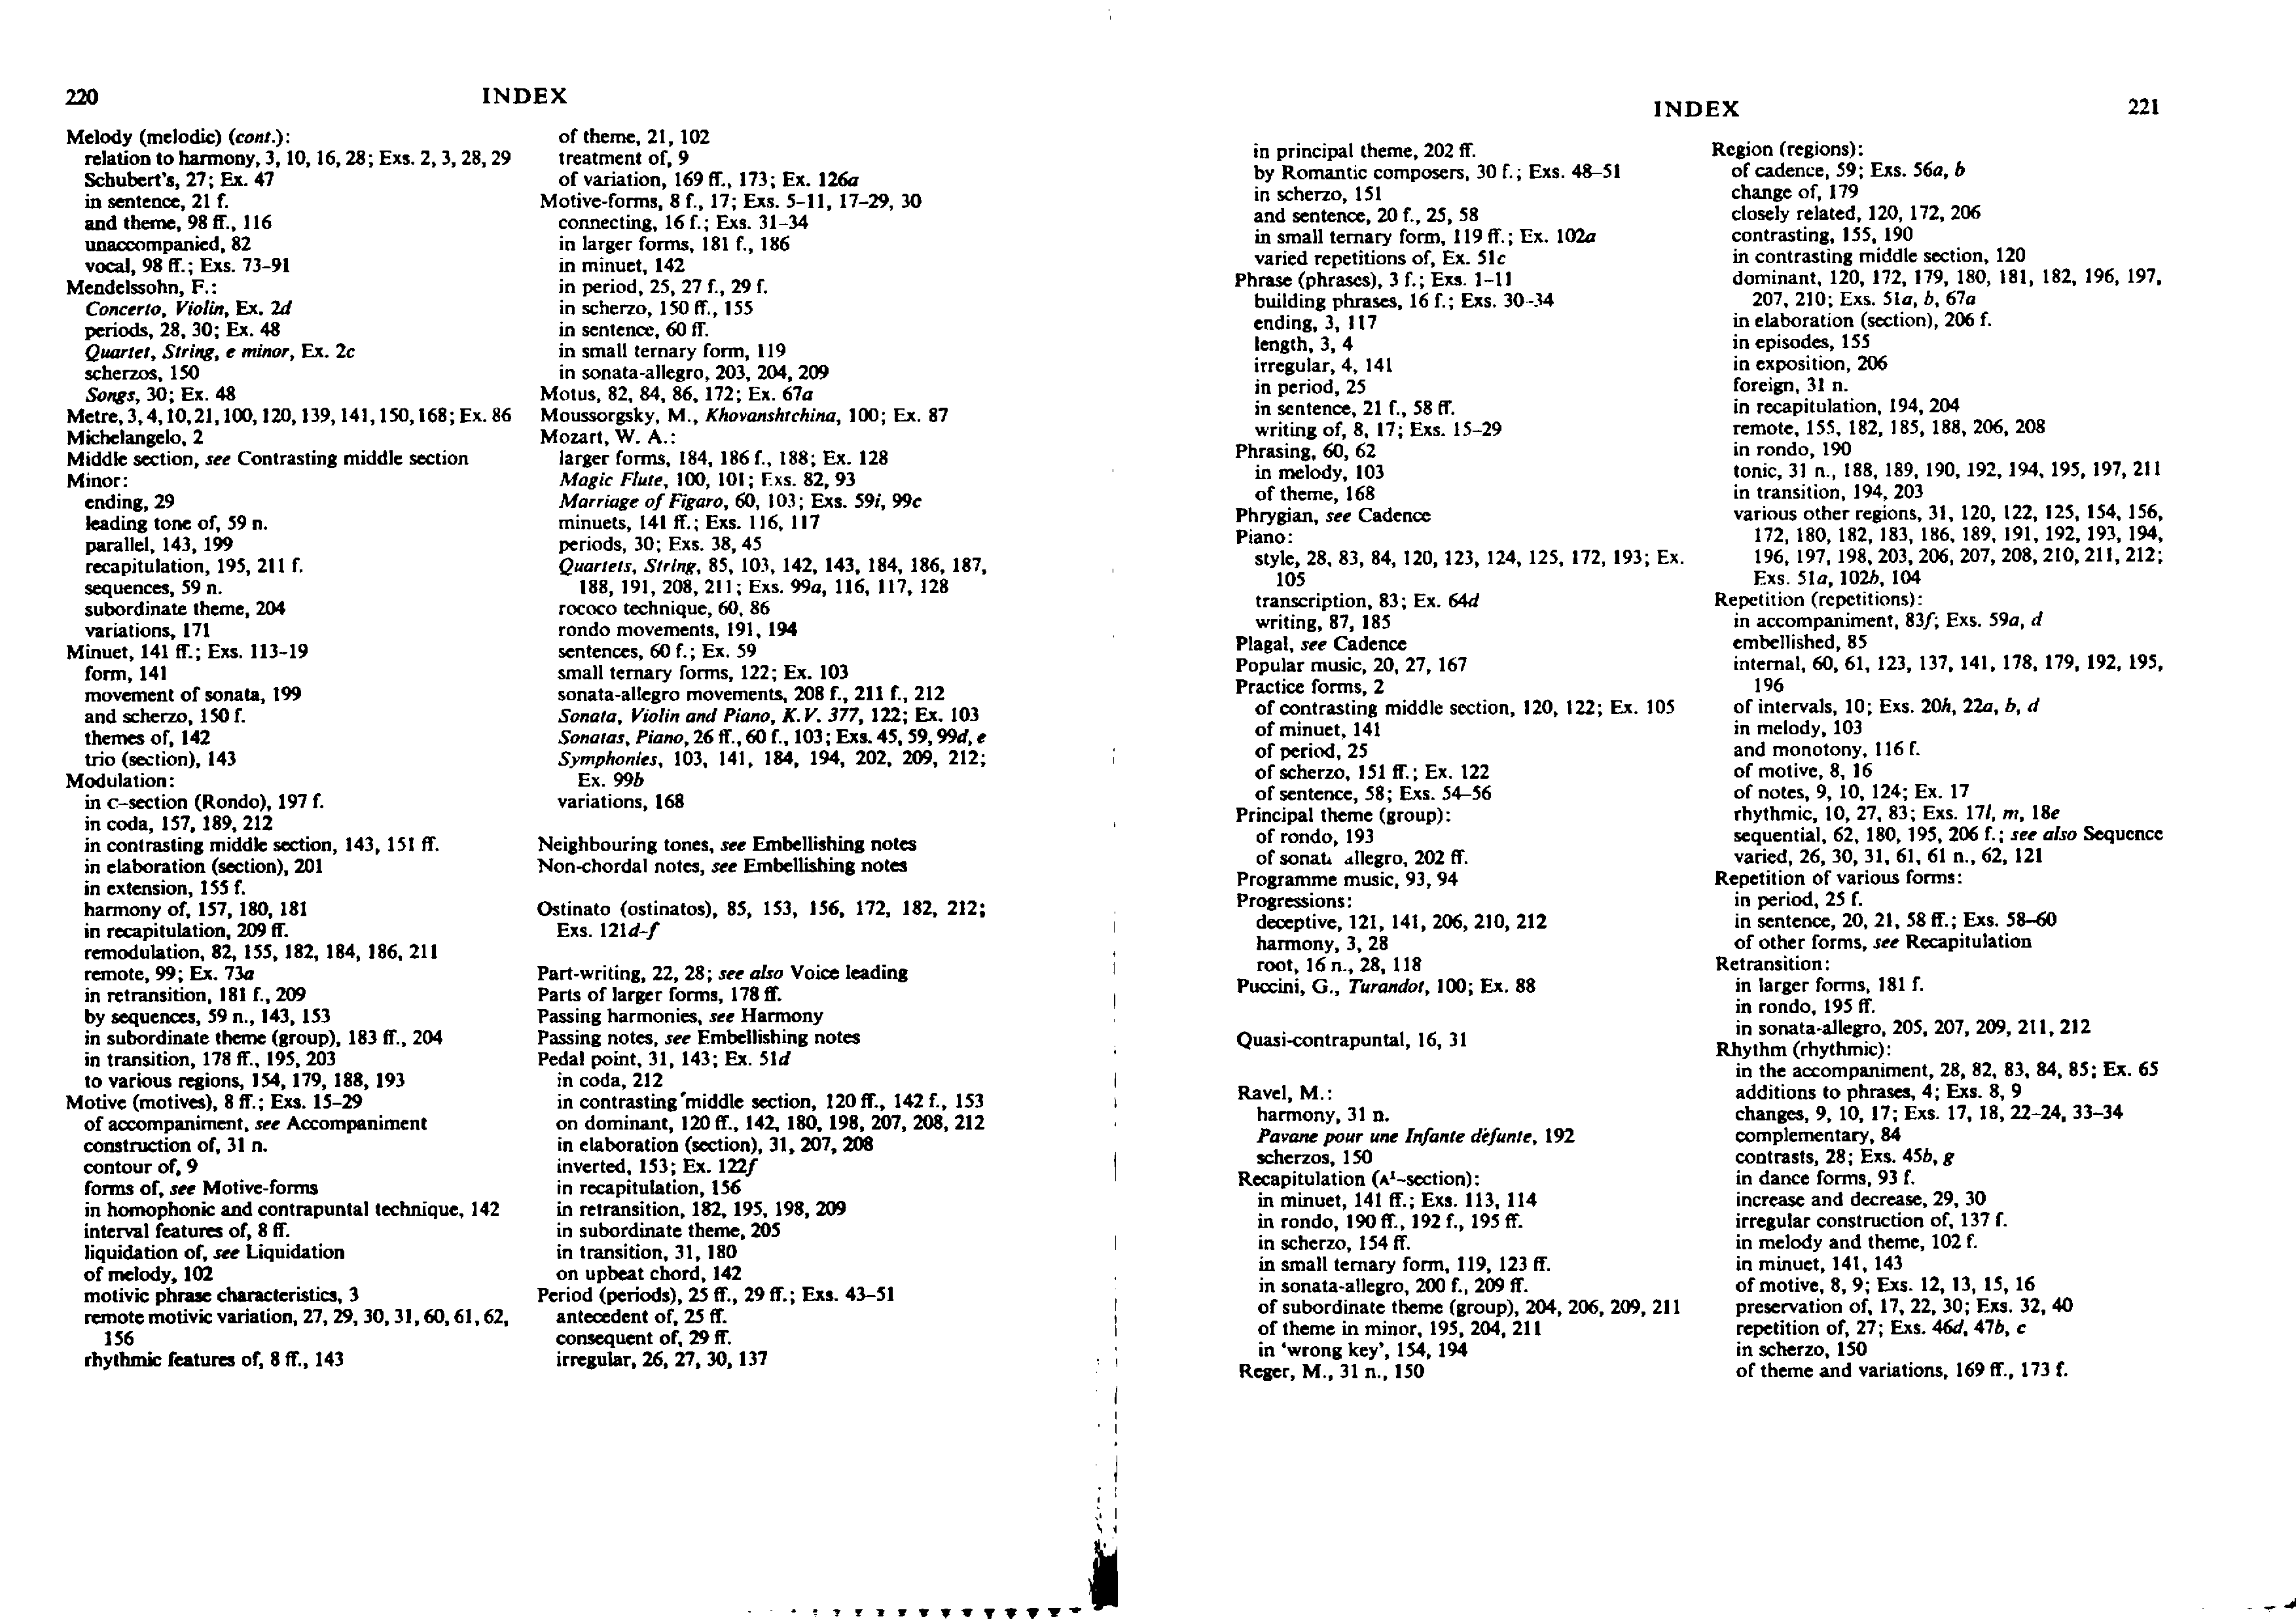 220
INDEX
Melody (melodic) (cont.):
relation to harmony, 3, 10, 16, 28; Exs. 2, 3, 28, 29
Schubert's, 27; Ex. 47
in sentence, 21 f.
and theme, 98 ff., 116
unaccompanied, 82
vocal, 98 ff.; Exs. 73–91
Mendelssohn, F.:
Concerto, Violin, Ex. 2d
periods, 28, 30; Ex. 48
Quartet, String, e minor, Ex. 2c
scherzos, 150
Songs, 30; Ex. 48
Metre, 3, 4, 10, 21, 100, 120, 139, 141, 150, 168; Ex. 86
Michelangelo, 2
Middle section, see Contrasting middle section
Minor:
ending, 29
leading tone of, 59 n.
parallel, 143, 199
recapitulation, 195, 211 f.
sequences, 59 n.
subordinate theme, 204
variations, 171
Minuet, 141 ff.; Exs. 113–19
form, 141
movement of sonata, 199
and scherzo, 150 f.
themes of, 142
trio (section), 143
Modulation:
in c–section (Rondo), 197 f.
in coda, 157, 189, 212
in contrasting middle section, 143, 151 ff.
in elaboration (section), 201
in extension, 155 f.
harmony of, 157, 180, 181
in recapitulation, 209 ff.
remodulation, 82, 155, 182, 184, 186, 211
remote, 99; Ex. 73a
in retransition, 181 f., 209
by sequences, 59 n., 143, 153
in subordinate theme (group), 183 ff., 204
in transition, 178 ff., 195, 203
to various regions, 154, 179, 188, 193
Motive (motives), 8 ff.; Exs. 15–29
of accompaniment, see Accompaniment
construction of, 31 n.
contour of, 9
forms of, see Motive-forms
in homophonic and contrapuntal technique, 142
interval features of, 8 ff.
liquidation of, see Liquidation
of melody, 102
motivic phrase characteristics, 3
remote motivic variation, 27, 29, 30, 31, 60, 61, 62,
156
rhythmic features of, 8 ff., 143
of theme, 21, 102
treatment of, 9
of variation, 169 ff., 173; Ex. 126a
Motive-forms, 8 f., 17; Exs. 5–11, 17–29, 30
connecting, 16 f.; Exs. 31–34
in larger forms, 181 f., 186
in minuet, 142
in period, 25, 27 f., 29 f.
in scherzo, 150 ff., 155
in sentence, 60 ff.
in small ternary form, 119
in sonata-allegro, 203, 204, 209
Motus, 82, 84, 86, 172; Ex. 67a
Moussorgsky, M., Khovanshtchina, 100; Ex. 87
Mozart, W. A.:
larger forms, 184, 186 f., 188; Ex. 128
Magic Flute, 100, 101; Exs. 82, 93
Marriage of Figaro, 60, 103; Exs. 59i, 99c
minuets, 141 ff.; Exs. 116, 117
periods, 30; Exs. 38, 45
Quartets, String, 85, 103, 142, 143, 184, 186, 187,
188, 191, 208, 211; Exs. 99a, 116, 117, 128
rococo technique, 60, 86
rondo movements, 191, 194
sentences, 60 f.; Ex. 59
small ternary forms, 122; Ex. 103
sonata-allegro movements, 208 f., 211 f., 212
Sonata, Violin and Piano, K.V. 377, 122; Ex. 103
Sonatas, Piano, 26 ff., 60 f., 103; Exs. 45, 59, 99d, e
Symphonies, 103, 141, 184, 194, 202, 209, 212;
Ex. 99b
variations, 168
Neighbouring tones, see Embellishing notes
Non-chordal notes, see Embellishing notes
Ostinato (ostinatos), 85, 153, 156, 172, 182, 212;
Exs. 121d–f
Part-writing, 22, 28; see also Voice leading
Parts of larger forms, 178 ff.
Passing harmonies, see Harmony
Passing notes, see Embellishing notes
Pedal point, 31, 143; Ex. 51d
in coda, 212
in contrasting middle section, 120 ff., 142 f., 153
on dominant, 120 ff., 142, 180, 198, 207, 208, 212
in elaboration (section), 31, 207, 208
inverted, 153; Ex. 122f
in recapitulation, 156
in retransition, 182, 195, 198, 209
in subordinate theme, 205
in transition, 31, 180
on upbeat chord, 142
Period (periods), 25 ff., 29 ff.; Exs. 43–51
antecedent of, 25 ff.
consequent of, 29 ff.
irregular, 26, 27, 30, 137
INDEX
221
in principal theme, 202 ff.
by Romantic composers, 30 f.; Exs. 48–51
in scherzo, 151
and sentence, 20 f., 25, 58
in small ternary form, 119 ff.; Ex. 102a
varied repetitions of, Ex. 51c
Phrase (phrases), 3 f.; Exs. 1–11
building phrases, 16 f.; Exs. 30–34
ending, 3, 117
length, 3, 4
irregular, 4, 141
in period, 25
in sentence, 21 f., 58 ff.
writing of, 8, 17; Exs. 15–29
Phrasing, 60, 62
in melody, 103
of theme, 168
Phrygian, see Cadence
Piano:
style, 28, 83, 84, 120, 123, 124, 125, 172, 193; Ex.
105
transcription, 83; Ex. 64d
writing, 87, 185
Plagal, see Cadence
Popular music, 20, 27, 167
Practice forms, 2
of contrasting middle section, 120, 122; Ex. 105
of minuet, 141
of period, 25
of scherzo, 151 ff.; Ex. 122
of sentence, 58; Exs. 54–56
Principal theme (group):
of rondo, 193
of sonata allegro, 202 ff.
Programme music, 93, 94
Progressions:
deceptive, 121, 141, 206, 210, 212
harmony, 3, 28
root, 16 n., 28, 118
Puccini, G., Turandot, 100; Ex. 88
Quasi-contrapuntal, 16, 31
Ravel, M.:
harmony, 31 n.
Pavane pour une Infante défunte, 192
scherzos, 150
Recapitulation (A¹–section):
in minuet, 141 ff.; Exs. 113, 114
in rondo, 190 ff., 192 f., 195 ff.
in scherzo, 154 ff.
in small ternary form, 119, 123 ff.
in sonata-allegro, 200 f., 209 ff.
of subordinate theme (group), 204, 206, 209, 211
of theme in minor, 195, 204, 211
in 'wrong key', 154, 194
Reger, M., 31 n., 150
Region (regions):
of cadence, 59; Exs. 56a, b
change of, 179
closely related, 120, 172, 206
contrasting, 155, 190
in contrasting middle section, 120
dominant, 120, 172, 179, 180, 181, 182, 196, 197,
207, 210; Exs. 51a, b, 67a
in elaboration (section), 206 f.
in episodes, 155
in exposition, 206
foreign, 31 n.
in recapitulation, 194, 204
remote, 155, 182, 185, 188, 206, 208
in rondo, 190
tonic, 31 n., 188, 189, 190, 192, 194, 195, 197, 211
in transition, 194, 203
various other regions, 31, 120, 122, 125, 154, 156,
172, 180, 182, 183, 186, 189, 191, 192, 193, 194,
196, 197, 198, 203, 206, 207, 208, 210, 211, 212;
Exs. 51a, 102b, 104
Repetition (repetitions):
in accompaniment, 83f; Exs. 59a, d
embellished, 85
internal, 60, 61, 123, 137, 141, 178, 179, 192, 195,
196
of intervals, 10; Exs. 20h, 22a, b, d
in melody, 103
and monotony, 116 f.
of motive, 8, 16
of notes, 9, 10, 124; Ex. 17
rhythmic, 10, 27, 83; Exs. 17l, m, 18e
sequential, 62, 180, 195, 206 f.; see also Sequence
varied, 26, 30, 31, 61, 61 n., 62, 121
Repetition of various forms:
in period, 25 f.
in sentence, 20, 21, 58 ff.; Exs. 58–60
of other forms, see Recapitulation
Retransition:
in larger forms, 181 f.
in rondo, 195 ff.
in sonata-allegro, 205, 207, 209, 211, 212
Rhythm (rhythmic):
in the accompaniment, 28, 82, 83, 84, 85; Ex. 65
additions to phrases, 4; Exs. 8, 9
changes, 9, 10, 17; Exs. 17, 18, 22–24, 33–34
complementary, 84
contrasts, 28; Exs. 45b, g
in dance forms, 93 f.
increase and decrease, 29, 30
irregular construction of, 137 f.
in melody and theme, 102 f.
in minuet, 141, 143
of motive, 8, 9; Exs. 12, 13, 15, 16
preservation of, 17, 22, 30; Exs. 32, 40
repetition of, 27; Exs. 46d, 47b, c
in scherzo, 150
of theme and variations, 169 ff., 173 f.